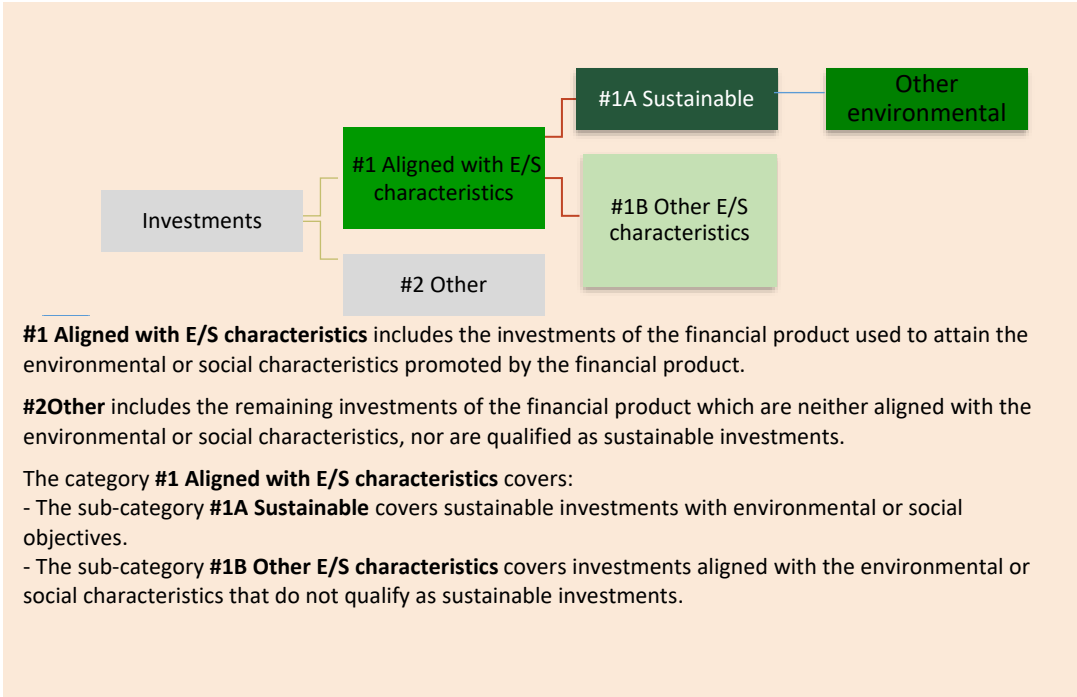 #1A Sustainable
Other
environmental
#1 Aligned with E/S
characteristics
#1B Other E/S
characteristics
Investments
#2 Other
#1 Aligned with E/S characteristics includes the investments of the financial product used to attain the
environmental or social characteristics promoted by the financial product.
#2Other includes the remaining investments of the financial product which are neither aligned with the
environmental or social characteristics, nor are qualified as sustainable investments.
The category #1 Aligned with E/S characteristics covers:
- The sub-category #1A Sustainable covers sustainable investments with environmental or social
objectives.
- The sub-category #1B Other E/S characteristics covers investments aligned with the environmental or
social characteristics that do not qualify as sustainable investments.